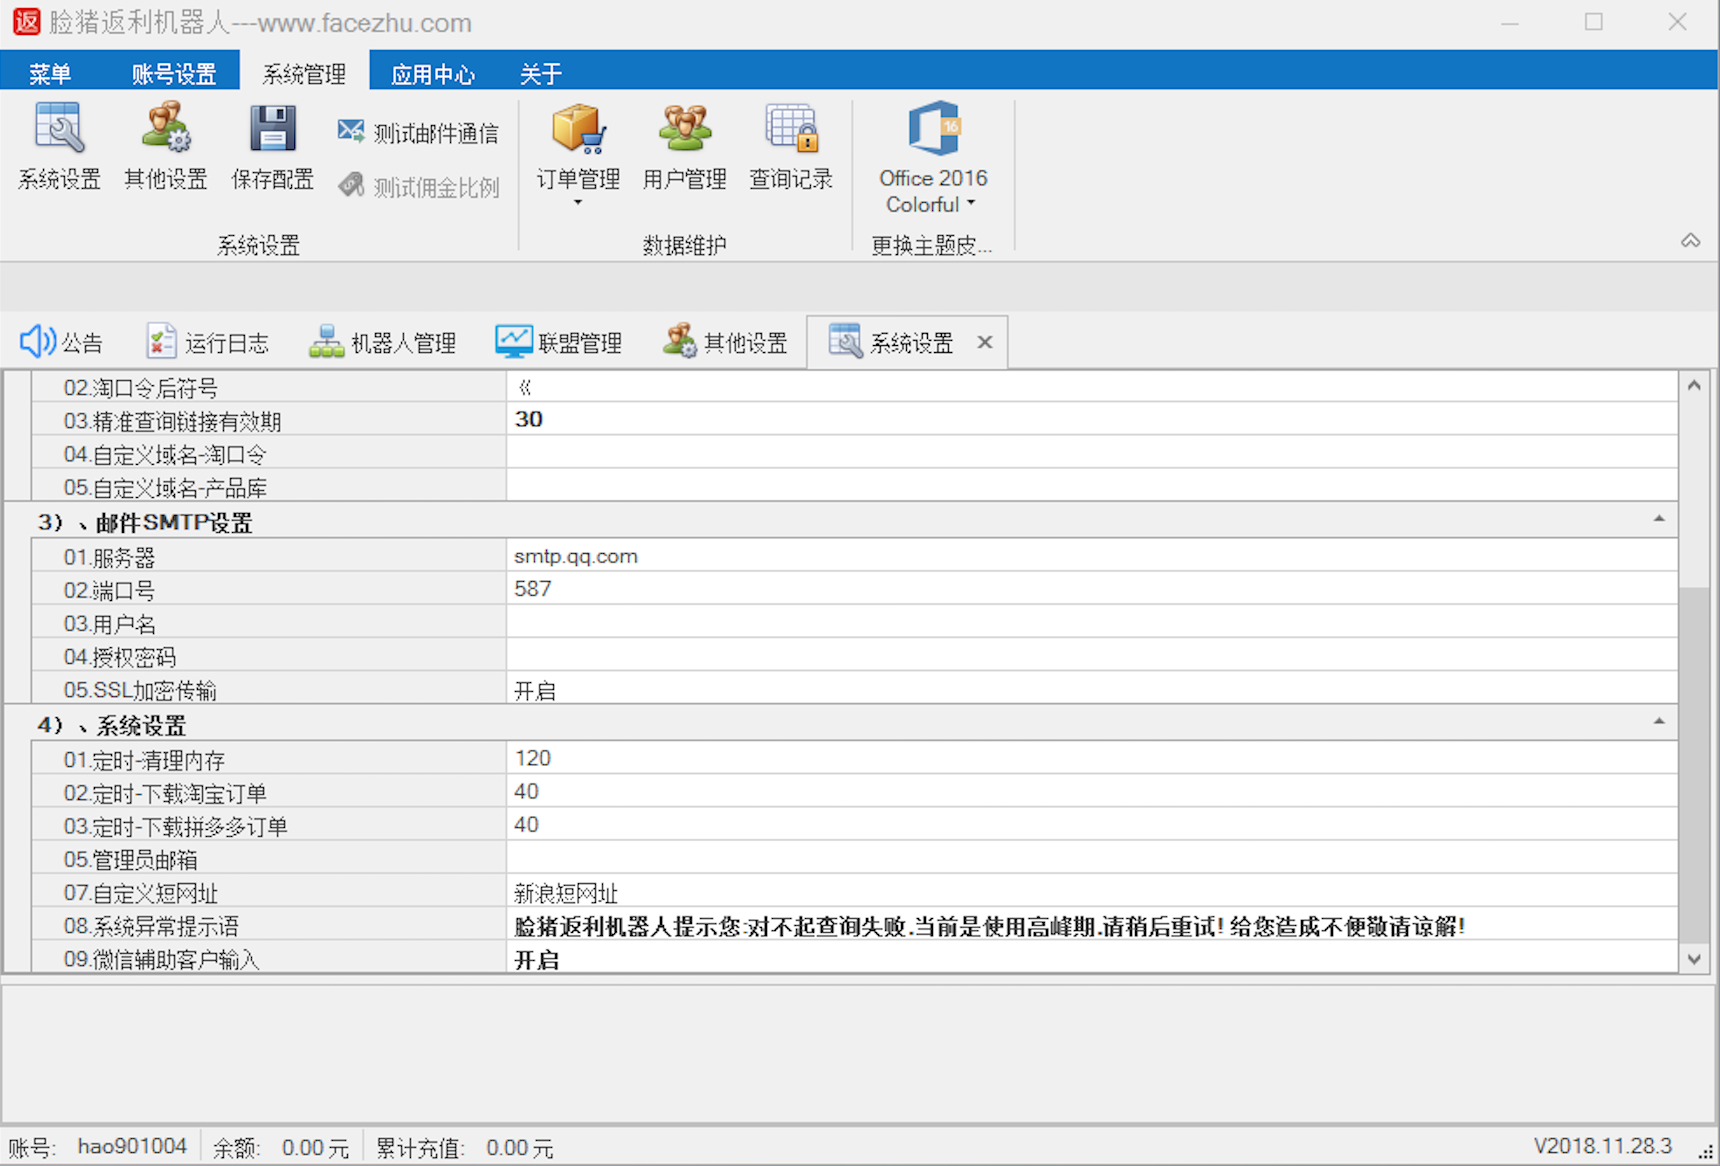 返 脸猪返利机器人---www.facezhu.com
菜单 账号设置 系统管理 应用中心 关于
系统设置 其他设置 保存配置 测试邮件通信 测试佣金比例 订单管理 用户管理 查询记录 16 Office 2016 Colorful
系统设置 数据维护 更换主题皮...
公告 运行日志 机器人管理 联盟管理 其他设置 系统设置
02.淘口令后符号 《
03.精准查询链接有效期 30
04.自定义域名-淘口令
05.自定义域名-产品库
3）、邮件SMTP设置
01.服务器 smtp.qq.com
02.端口号 587
03.用户名
04.授权密码
05.SSL加密传输 开启
4）、系统设置
01.定时-清理内存 120
02.定时-下载淘宝订单 40
03.定时-下载拼多多订单 40
05.管理员邮箱
07.自定义短网址 新浪短网址
08.系统异常提示语 脸猪返利机器人提示您:对不起查询失败.当前是使用高峰期.请稍后重试! 给您造成不便敬请谅解!
09.微信辅助客户输入 开启
账号: hao901004 余额: 0.00 元 累计充值: 0.00 元 V2018.11.28.3